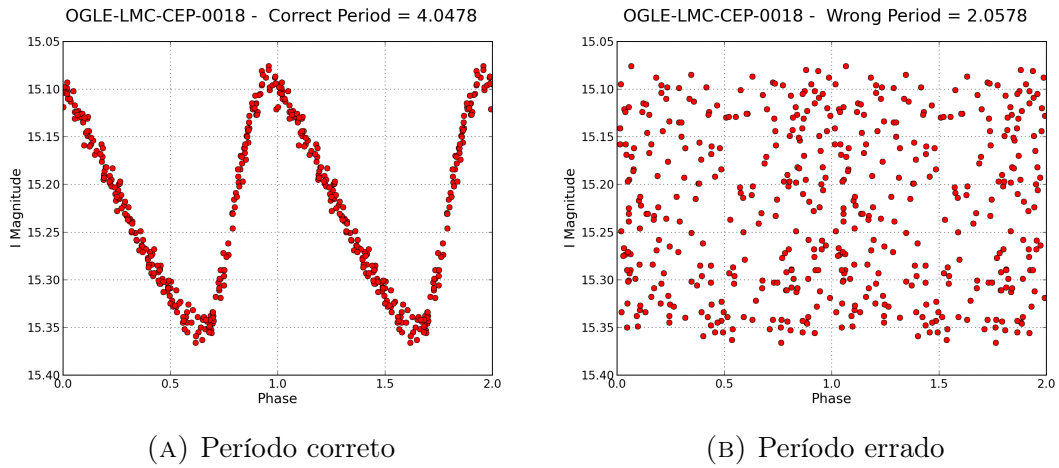 OGLE-LMC-CEP-0018 - Correct Period = 4.0478
15.05
15.10
15.15
15.20
15.25
15.30
15.35
15.40
I Magnitude
0.0 0.5 1.0 1.5 2.0
Phase
(A) Período correto
OGLE-LMC-CEP-0018 - Wrong Period = 2.0578
15.05
15.10
15.15
15.20
15.25
15.30
15.35
15.40
I Magnitude
0.0 0.5 1.0 1.5 2.0
Phase
(B) Período errado